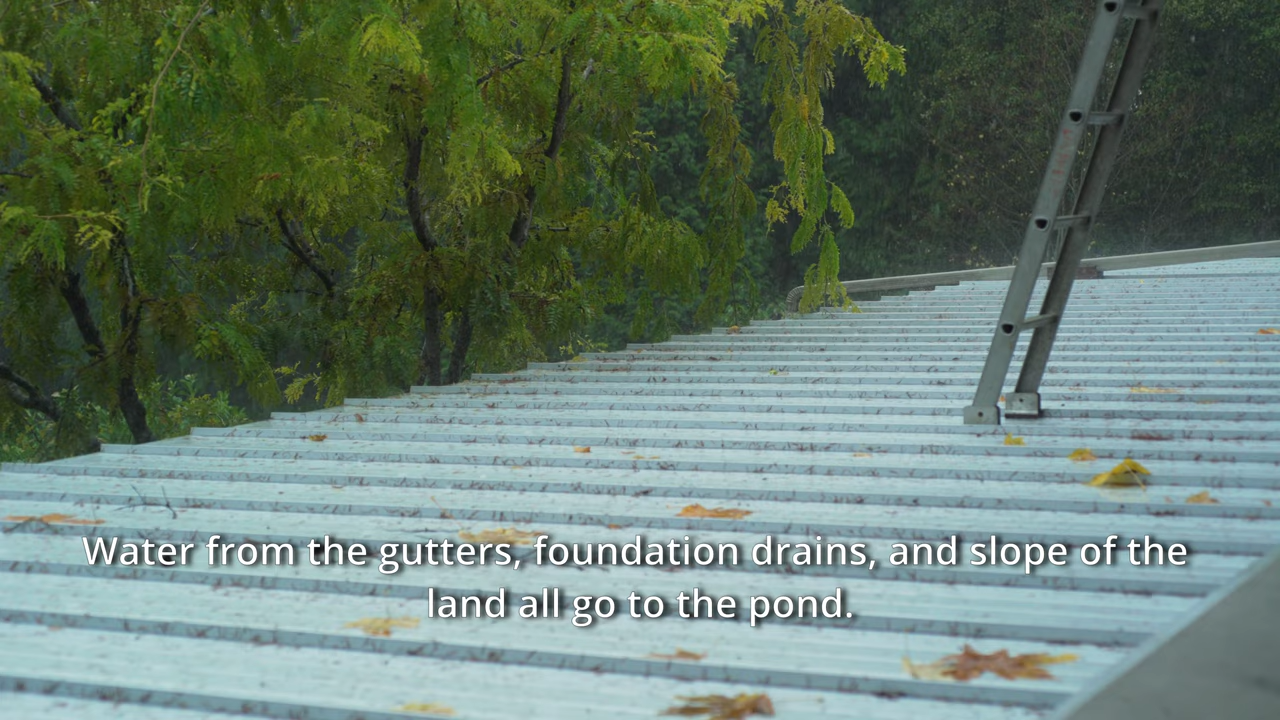 Water from the gutters, foundation drains, and slope of the
land all go to the pond.